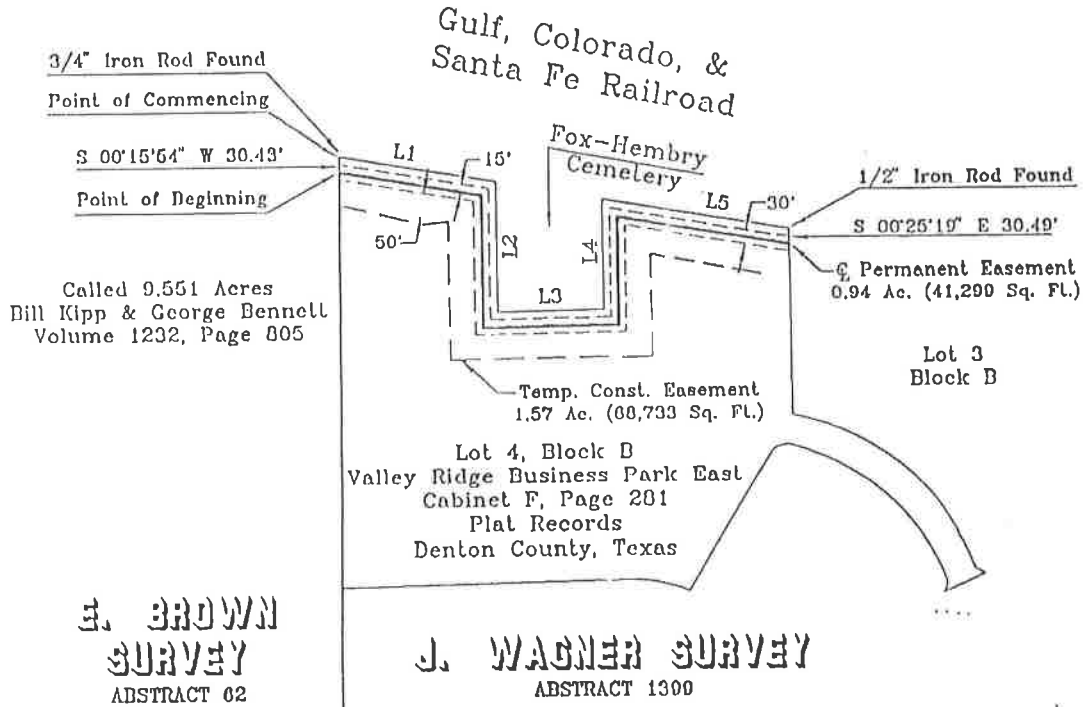 Gulf, Colorado, &
Santa Fe Railroad
3/4" Iron Rod Found
Point of Commencing
S 00°15'54" W 30.43'
Point of Beginning
L1
15'
Fox-Hembry
Cemetery
L2
L4
L3
L5
30'
50'
1/2" Iron Rod Found
S 00°25'19" E 30.49'
℄ Permanent Easement
0.94 Ac. (41,290 Sq. Ft.)
Called 9.551 Acres
Bill Kipp & George Bennett
Volume 1232, Page 805
Lot 3
Block B
Temp. Const. Easement
1.57 Ac. (68,733 Sq. Ft.)
Lot 4, Block B
Valley Ridge Business Park East
Cabinet F, Page 281
Plat Records
Denton County, Texas
E. BROWN
SURVEY
ABSTRACT 62
J. WAGNER SURVEY
ABSTRACT 1390